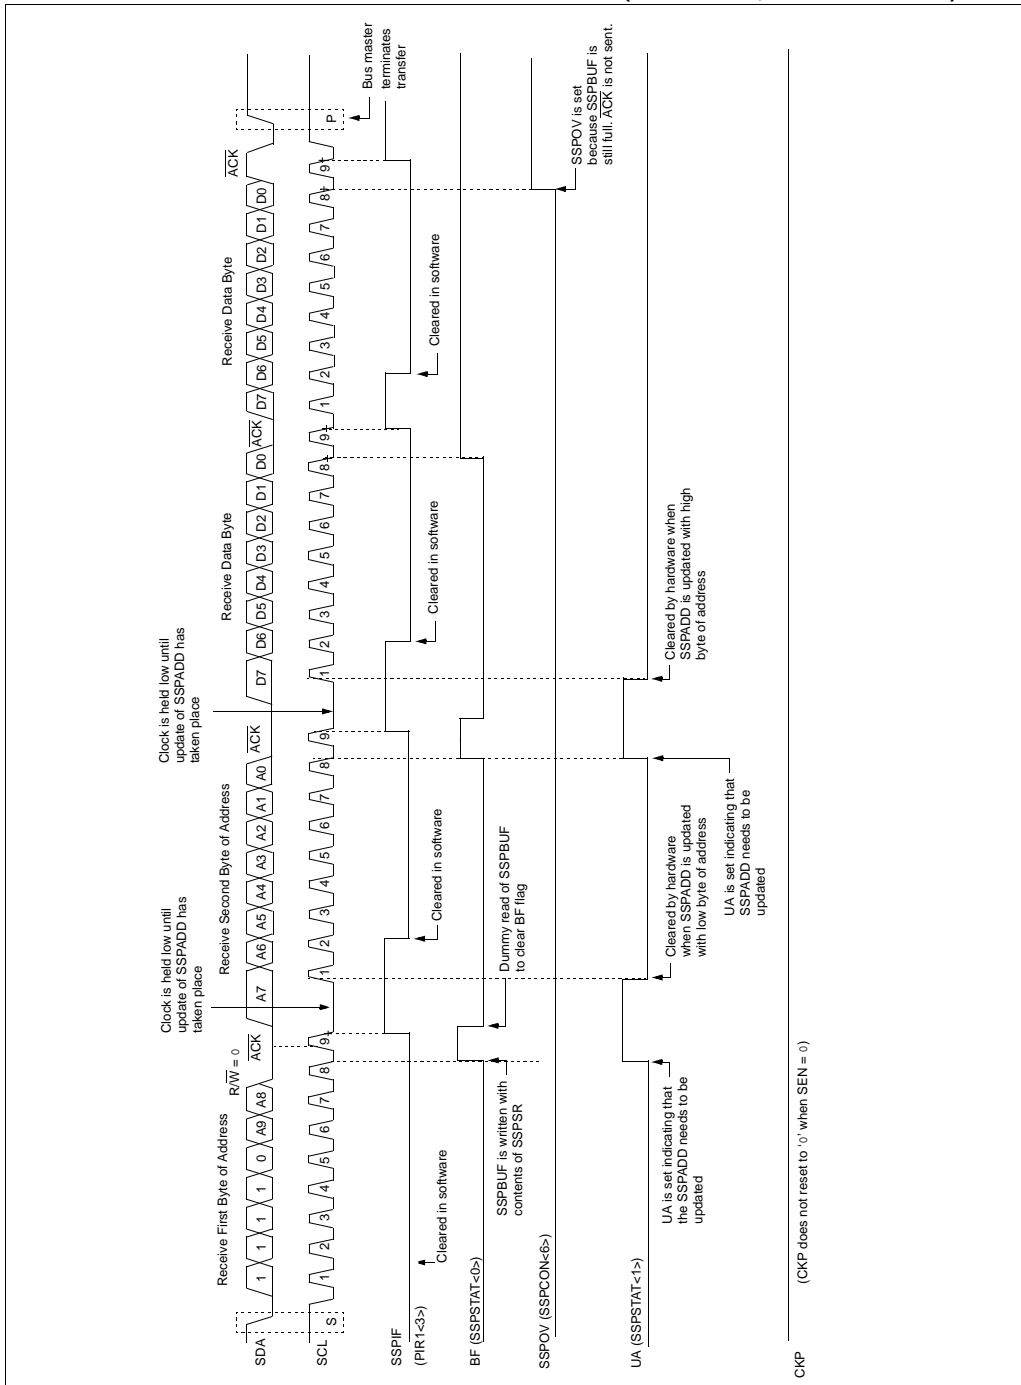 Receive First Byte of Address
R/W = 0
ACK
Clock is held low until
update of SSPADD has
taken place
Receive Second Byte of Address
ACK
Clock is held low until
update of SSPADD has
taken place
Receive Data Byte
ACK
Receive Data Byte
ACK
SDA
1 1 1 1 0 A9 A8
A7 A6 A5 A4 A3 A2 A1 A0
D7 D6 D5 D4 D3 D2 D1 D0
D7 D6 D5 D4 D3 D2 D1 D0
SCL
S
1 2 3 4 5 6 7 8 9
1 2 3 4 5 6 7 8 9
1 2 3 4 5 6 7 8 9
1 2 3 4 5 6 7 8 9
P
Bus master
terminates
transfer
SSPIF
(PIR1<3>)
Cleared in software
Cleared in software
Cleared in software
Cleared in software
BF (SSPSTAT<0>)
SSPBUF is written with
contents of SSPSR
Dummy read of SSPBUF
to clear BF flag
SSPOV (SSPCON<6>)
SSPOV is set
because SSPBUF is
still full. ACK is not sent.
UA (SSPSTAT<1>)
UA is set indicating that
the SSPADD needs to be
updated
Cleared by hardware
when SSPADD is updated
with low byte of address
UA is set indicating that
SSPADD needs to be
updated
Cleared by hardware when
SSPADD is updated with high
byte of address
CKP
(CKP does not reset to ‘0’ when SEN = 0)